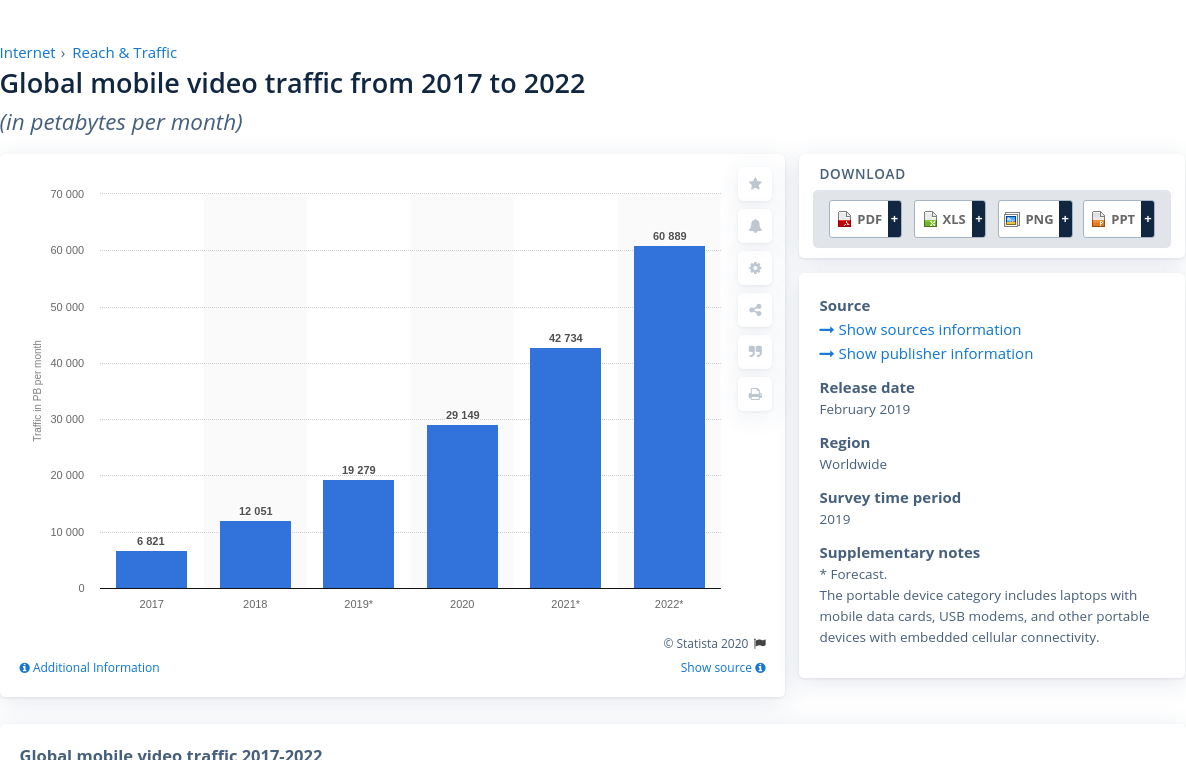 Internet › Reach & Traffic
Global mobile video traffic from 2017 to 2022
(in petabytes per month)
70 000
60 000
50 000
40 000
30 000
20 000
10 000
0
Traffic in PB per month
6 821
12 051
19 279
29 149
42 734
60 889
2017
2018
2019*
2020
2021*
2022*
© Statista 2020
Additional Information
Show source
DOWNLOAD
PDF +
XLS +
PNG +
PPT +
Source
Show sources information
Show publisher information
Release date
February 2019
Region
Worldwide
Survey time period
2019
Supplementary notes
* Forecast.
The portable device category includes laptops with
mobile data cards, USB modems, and other portable
devices with embedded cellular connectivity.
Global mobile video traffic 2017-2022